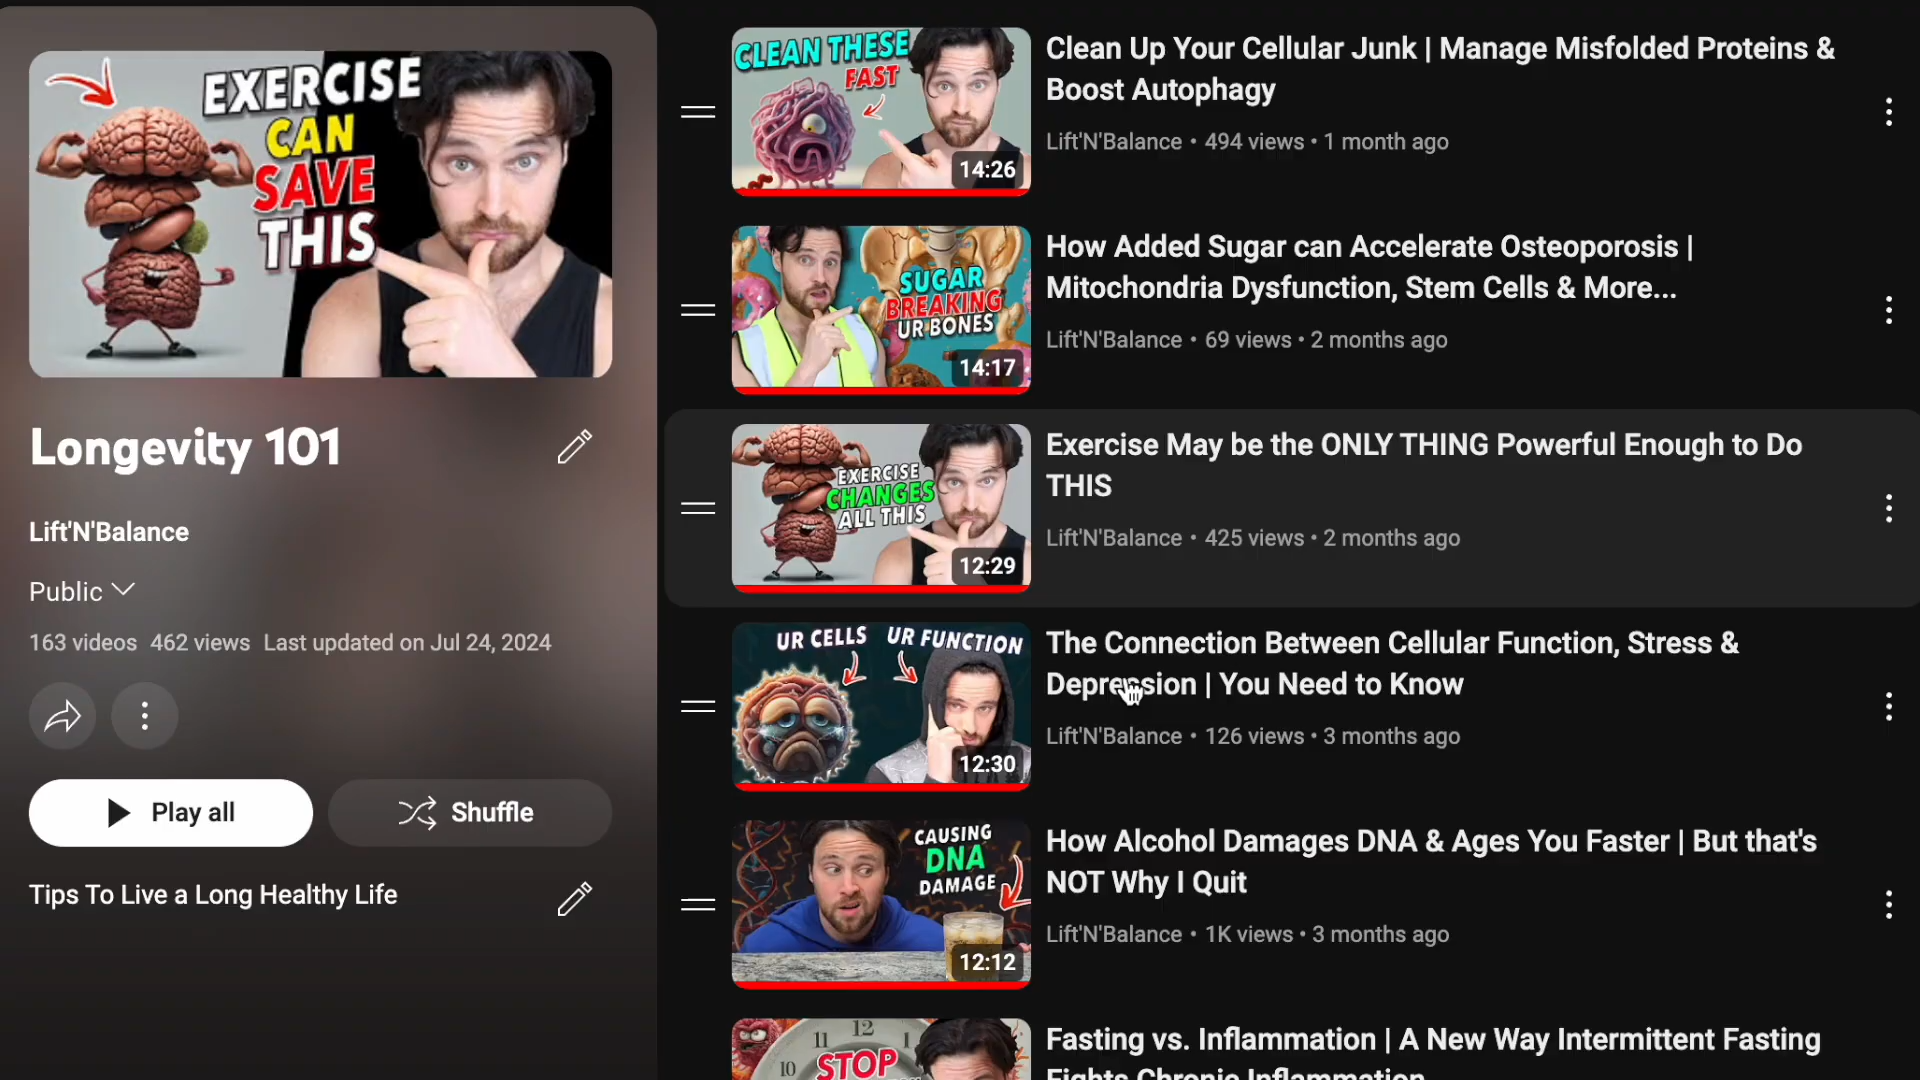 EXERCISE
CAN
SAVE
THIS
Longevity 101
Lift'N'Balance
Public
163 videos 462 views Last updated on Jul 24, 2024
Play all
Shuffle
Tips To Live a Long Healthy Life
CLEAN THESE
FAST
14:26
Clean Up Your Cellular Junk | Manage Misfolded Proteins &
Boost Autophagy
Lift'N'Balance • 494 views • 1 month ago
SUGAR
BREAKING
UR BONES
14:17
How Added Sugar can Accelerate Osteoporosis |
Mitochondria Dysfunction, Stem Cells & More...
Lift'N'Balance • 69 views • 2 months ago
EXERCISE
CHANGES
ALL THIS
12:29
Exercise May be the ONLY THING Powerful Enough to Do
THIS
Lift'N'Balance • 425 views • 2 months ago
UR CELLS UR FUNCTION
12:30
The Connection Between Cellular Function, Stress &
Depression | You Need to Know
Lift'N'Balance • 126 views • 3 months ago
CAUSING
DNA
DAMAGE
12:12
How Alcohol Damages DNA & Ages You Faster | But that's
NOT Why I Quit
Lift'N'Balance • 1K views • 3 months ago
10 11 12 1
STOP
Fasting vs. Inflammation | A New Way Intermittent Fasting
Fights Chronic Inflammation